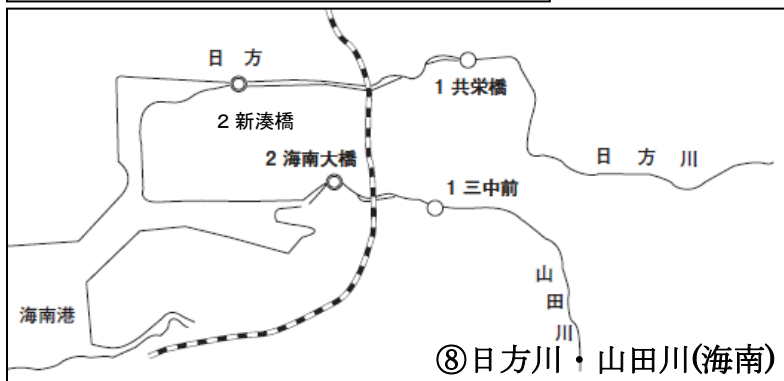 日方
1 共栄橋
2 新湊橋
2 海南大橋
日方川
1 三中前
山田川
海南港
⑧日方川・山田川(海南)